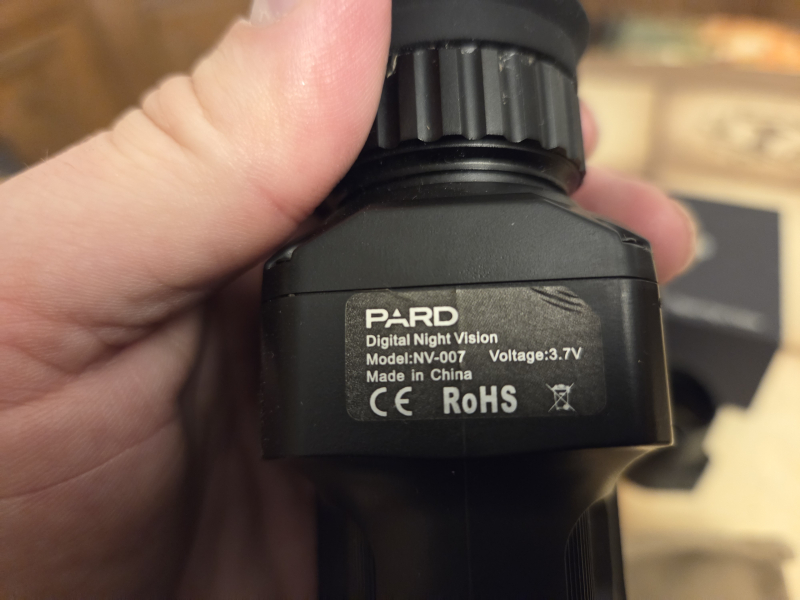 PARD
Digital Night Vision
Model:NV-007 Voltage:3.7V
Made in China
CE RoHS